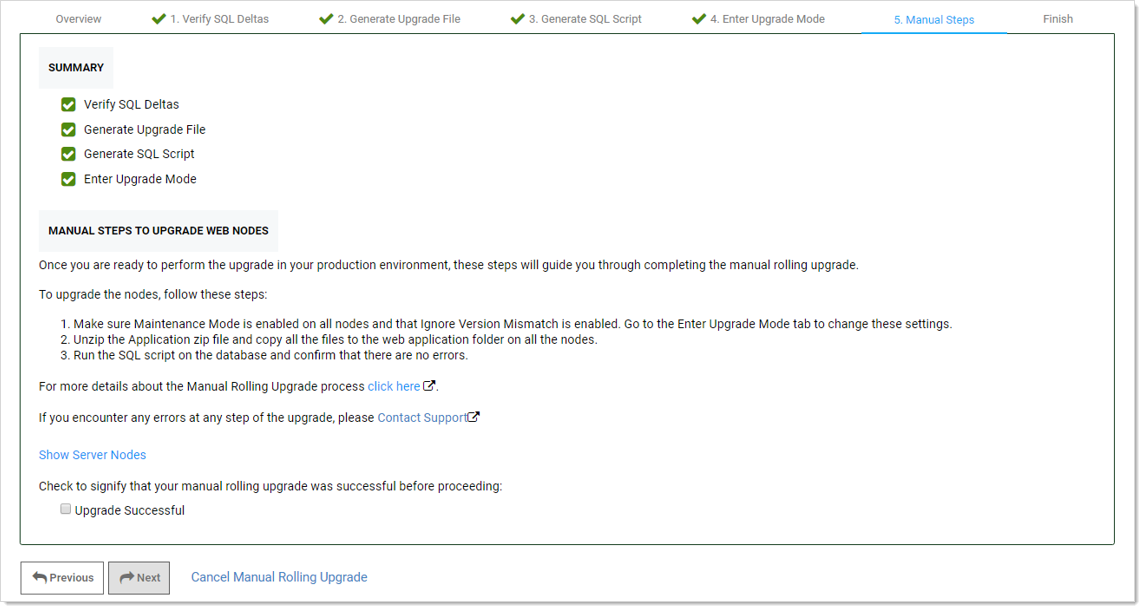 Overview 1. Verify SQL Deltas 2. Generate Upgrade File 3. Generate SQL Script 4. Enter Upgrade Mode 5. Manual Steps Finish
SUMMARY
Verify SQL Deltas
Generate Upgrade File
Generate SQL Script
Enter Upgrade Mode
MANUAL STEPS TO UPGRADE WEB NODES
Once you are ready to perform the upgrade in your production environment, these steps will guide you through completing the manual rolling upgrade.
To upgrade the nodes, follow these steps:
1. Make sure Maintenance Mode is enabled on all nodes and that Ignore Version Mismatch is enabled. Go to the Enter Upgrade Mode tab to change these settings.
2. Unzip the Application zip file and copy all the files to the web application folder on all the nodes.
3. Run the SQL script on the database and confirm that there are no errors.
For more details about the Manual Rolling Upgrade process click here.
If you encounter any errors at any step of the upgrade, please Contact Support
Show Server Nodes
Check to signify that your manual rolling upgrade was successful before proceeding:
Upgrade Successful
Previous Next Cancel Manual Rolling Upgrade